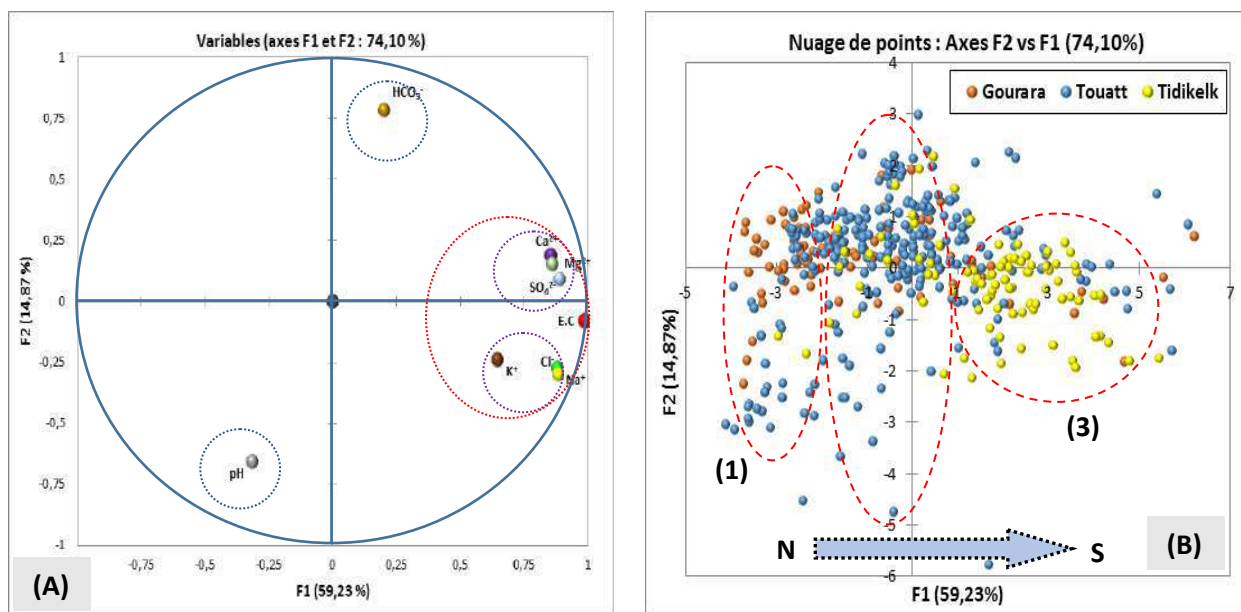 Variables (axes F1 et F2 : 74,10 %)
1
0,75
0,5
0,25
0
-0,25
-0,5
-0,75
-1
F2 (14,87 %)
HCO₃⁻
Ca²⁺
Mg²⁺
SO₄²⁻
E.C
K⁺
Cl⁻
Na⁺
pH
-0,75 -0,5 -0,25 0 0,25 0,5 0,75 1
F1 (59,23 %)
(A)
Nuage de points : Axes F2 vs F1 (74,10%)
Gourara Touatt Tidikelk
4
3
2
1
0
-1
-2
-3
-4
-5
-6
F2 (14,87%)
-5 -3 -1 1 3 5
(1)
(3)
N S
(B)
F1 (59,23%)